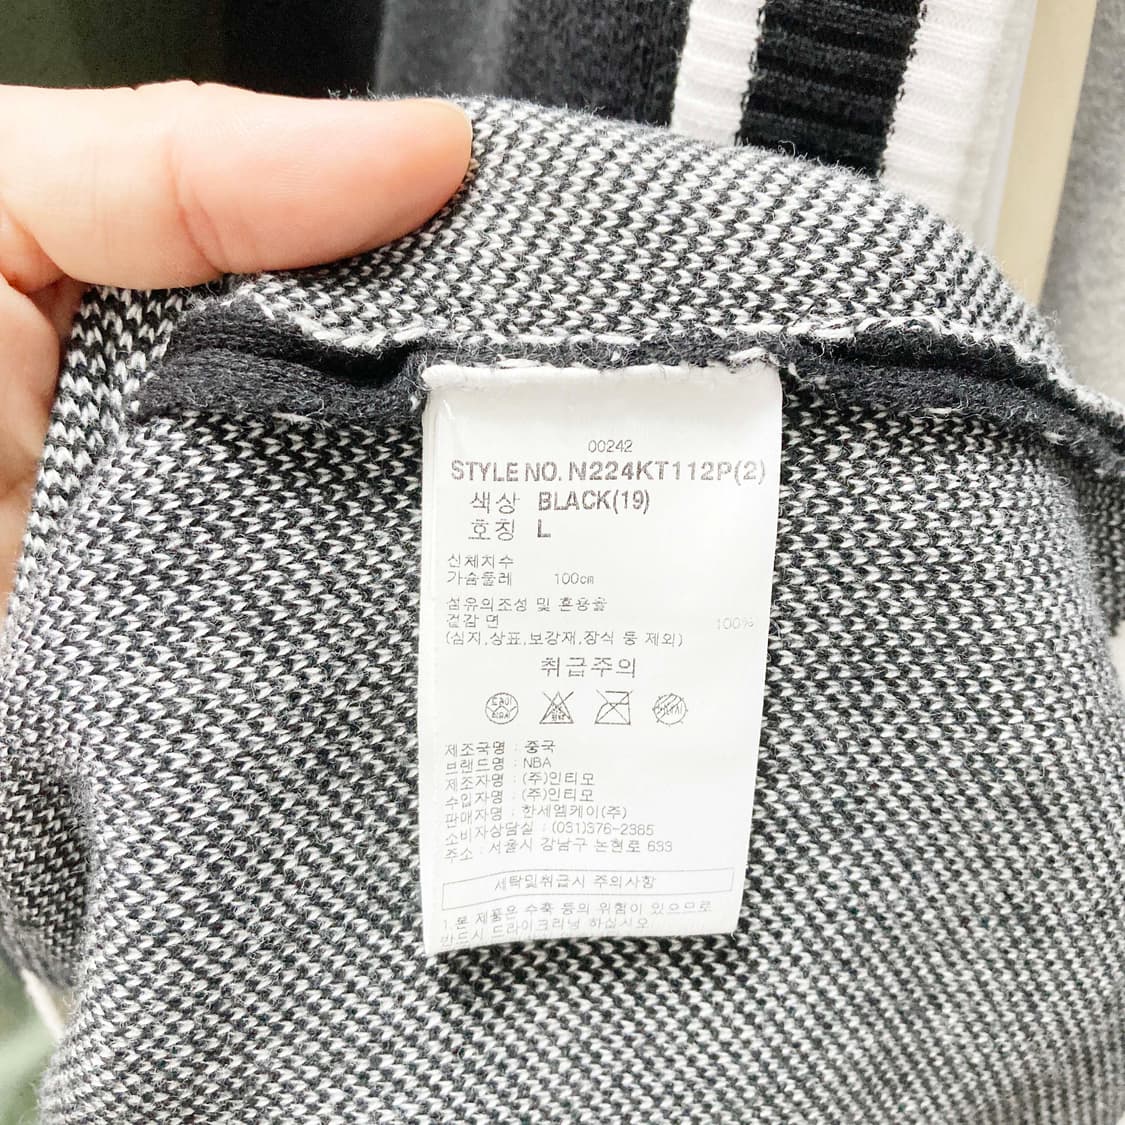 00242
STYLE NO. N224KT112P(2)
색상 BLACK(19)
호칭 L
신체치수
가슴둘레 100cm
섬유의조성 및 혼용율
겉감 면 100%
(심지,상표,보강재,장식 등 제외)
취급주의
제조국명 : 중국
브랜드명 : NBA
제조자명 : (주)인티모
수입자명 : (주)인티모
판매자명 : 한세엠케이(주)
소비자상담실 : (031)376-2385
주소 : 서울시 강남구 논현로 633
세탁및취급시 주의사항
1.본 제품은 수축 등의 위험이 있으므로
반드시 드라이크리닝 하십시오